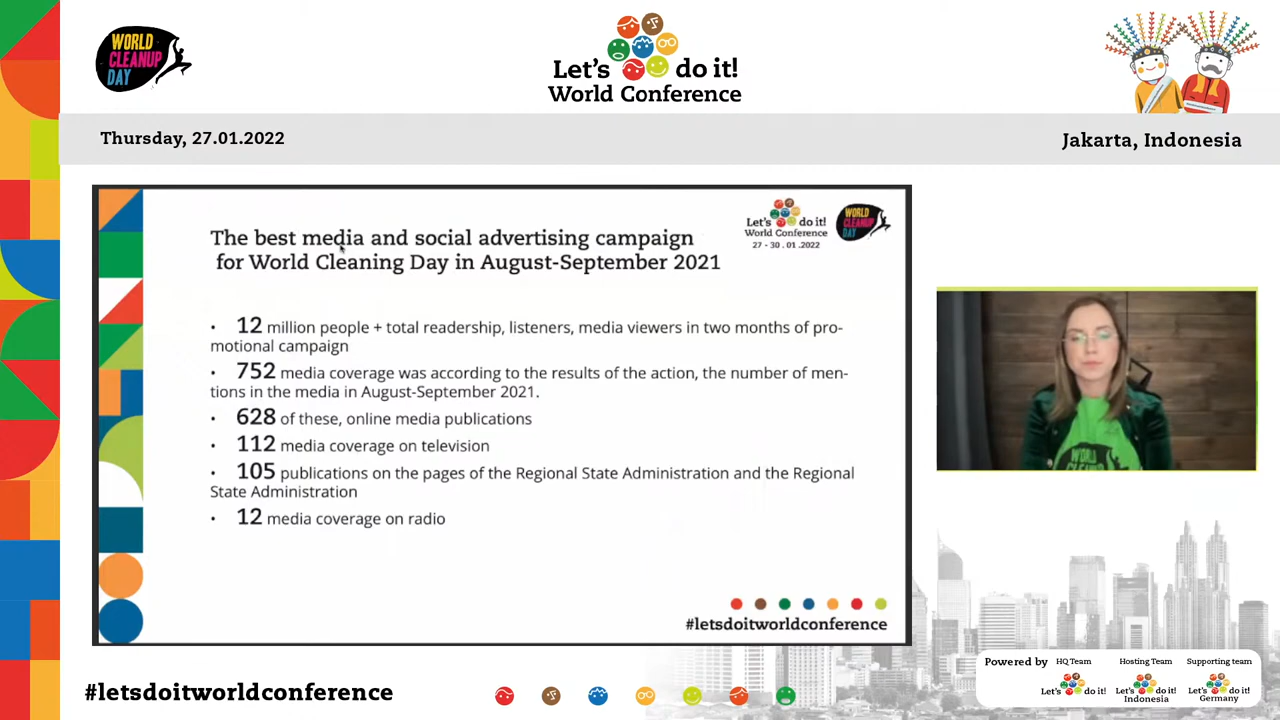 WORLD
CLEANUP
DAY
Let's do it!
World Conference
Thursday, 27.01.2022
Jakarta, Indonesia
The best media and social advertising campaign
for World Cleaning Day in August-September 2021
Let's do it!
World Conference
27 - 30 . 01 .2022
WORLD
CLEANUP
DAY
• 12 million people + total readership, listeners, media viewers in two months of pro-
motional campaign
• 752 media coverage was according to the results of the action, the number of men-
tions in the media in August-September 2021.
• 628 of these, online media publications
• 112 media coverage on television
• 105 publications on the pages of the Regional State Administration and the Regional
State Administration
• 12 media coverage on radio
#letsdoitworldconference
WORLD
CLEANUP
#letsdoitworldconference
Powered by
HQ Team
Let's do it!
Hosting Team
Let's do it!
Indonesia
Supporting team
Let's do it!
Germany